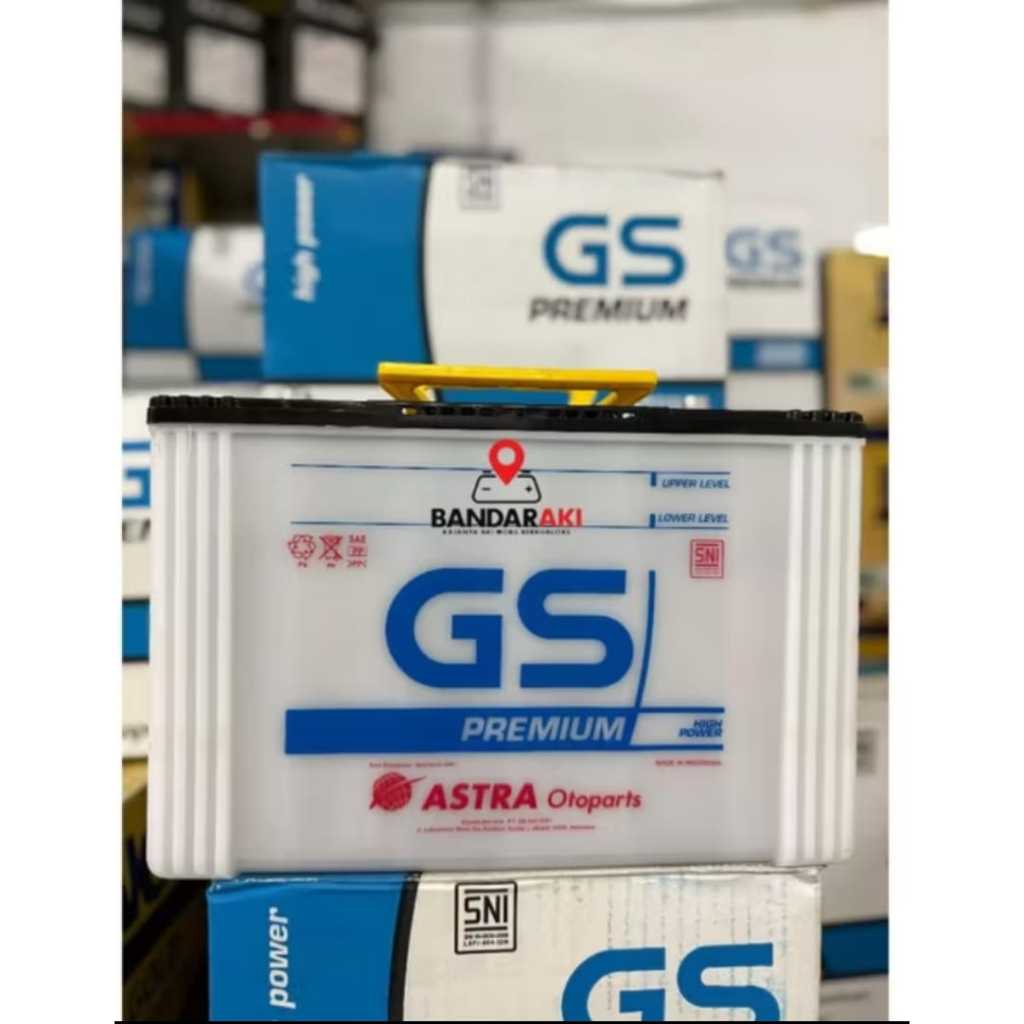 high power
GS
PREMIUM
GS
UPPER LEVEL
LOWER LEVEL
BANDARAKI
SAE
SNI
GS
PREMIUM
HIGH
POWER
MADE IN INDONESIA
ASTRA Otoparts
power
SNI
GS